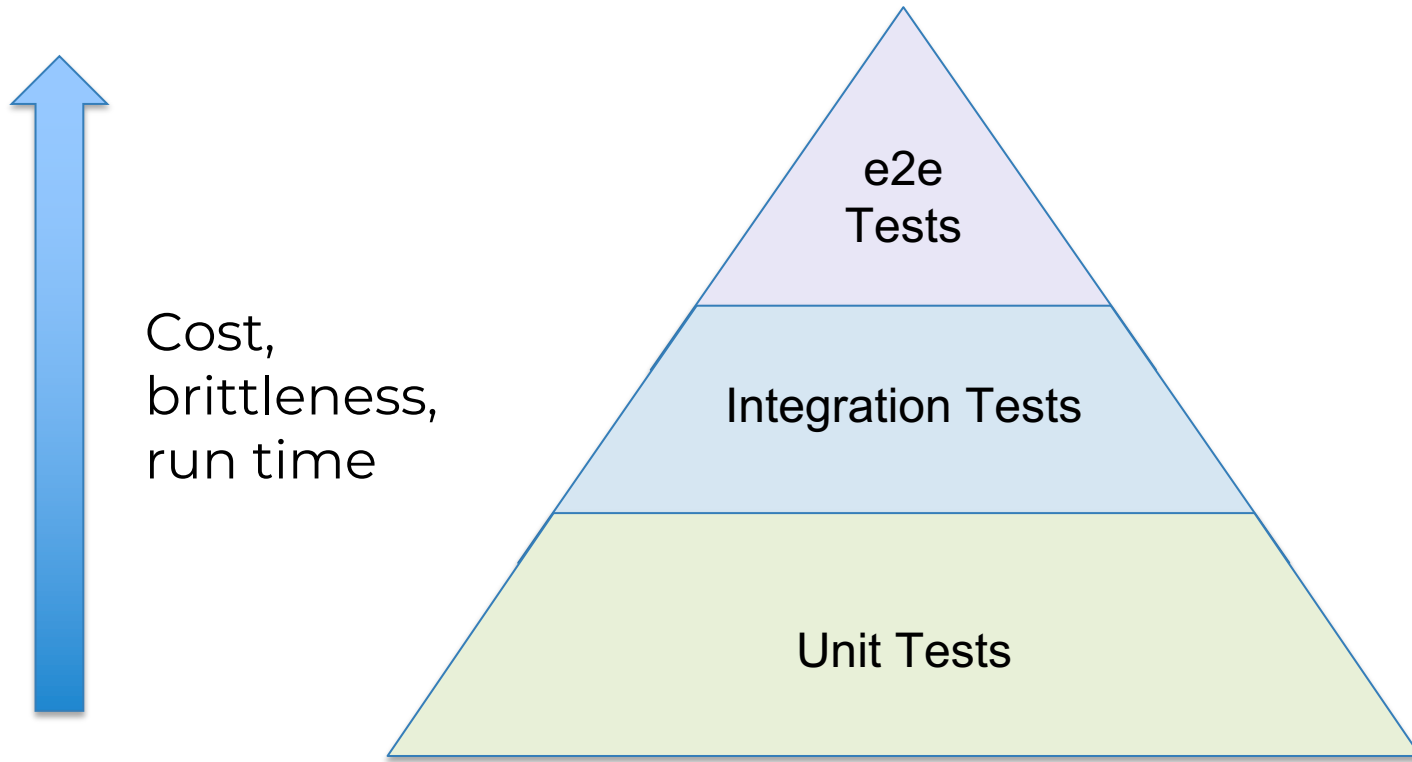 e2e
Tests
Cost,
brittleness,
run time
Integration Tests
Unit Tests